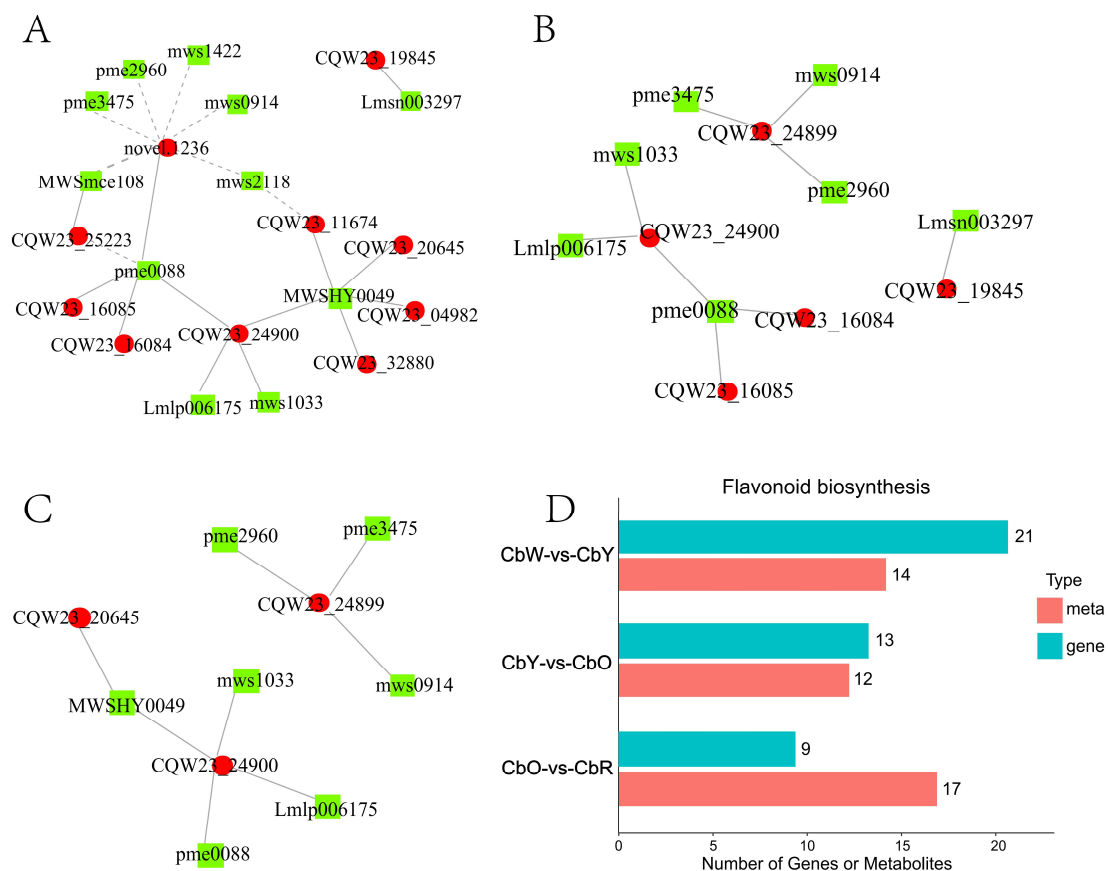 A
mws1422
pme2960
pme3475
mws0914
novel.1236
MWSmce108
mws2118
CQW23_19845
Lmsn003297
CQW23_11674
CQW23_25223
CQW23_20645
pme0088
MWSHY0049
CQW23_16085
CQW23_04982
CQW23_24900
CQW23_16084
CQW23_32880
Lmlp006175
mws1033
B
mws0914
pme3475
CQW23_24899
mws1033
pme2960
Lmsn003297
CQW23_24900
Lmlp006175
CQW23_19845
pme0088
CQW23_16084
CQW23_16085
C
pme2960
pme3475
CQW23_24899
CQW23_20645
mws1033
mws0914
MWSHY0049
CQW23_24900
Lmlp006175
pme0088
D
Flavonoid biosynthesis
CbW-vs-CbY
21
14
CbY-vs-CbO
13
12
CbO-vs-CbR
9
17
Type
meta
gene
0
5
10
15
20
Number of Genes or Metabolites